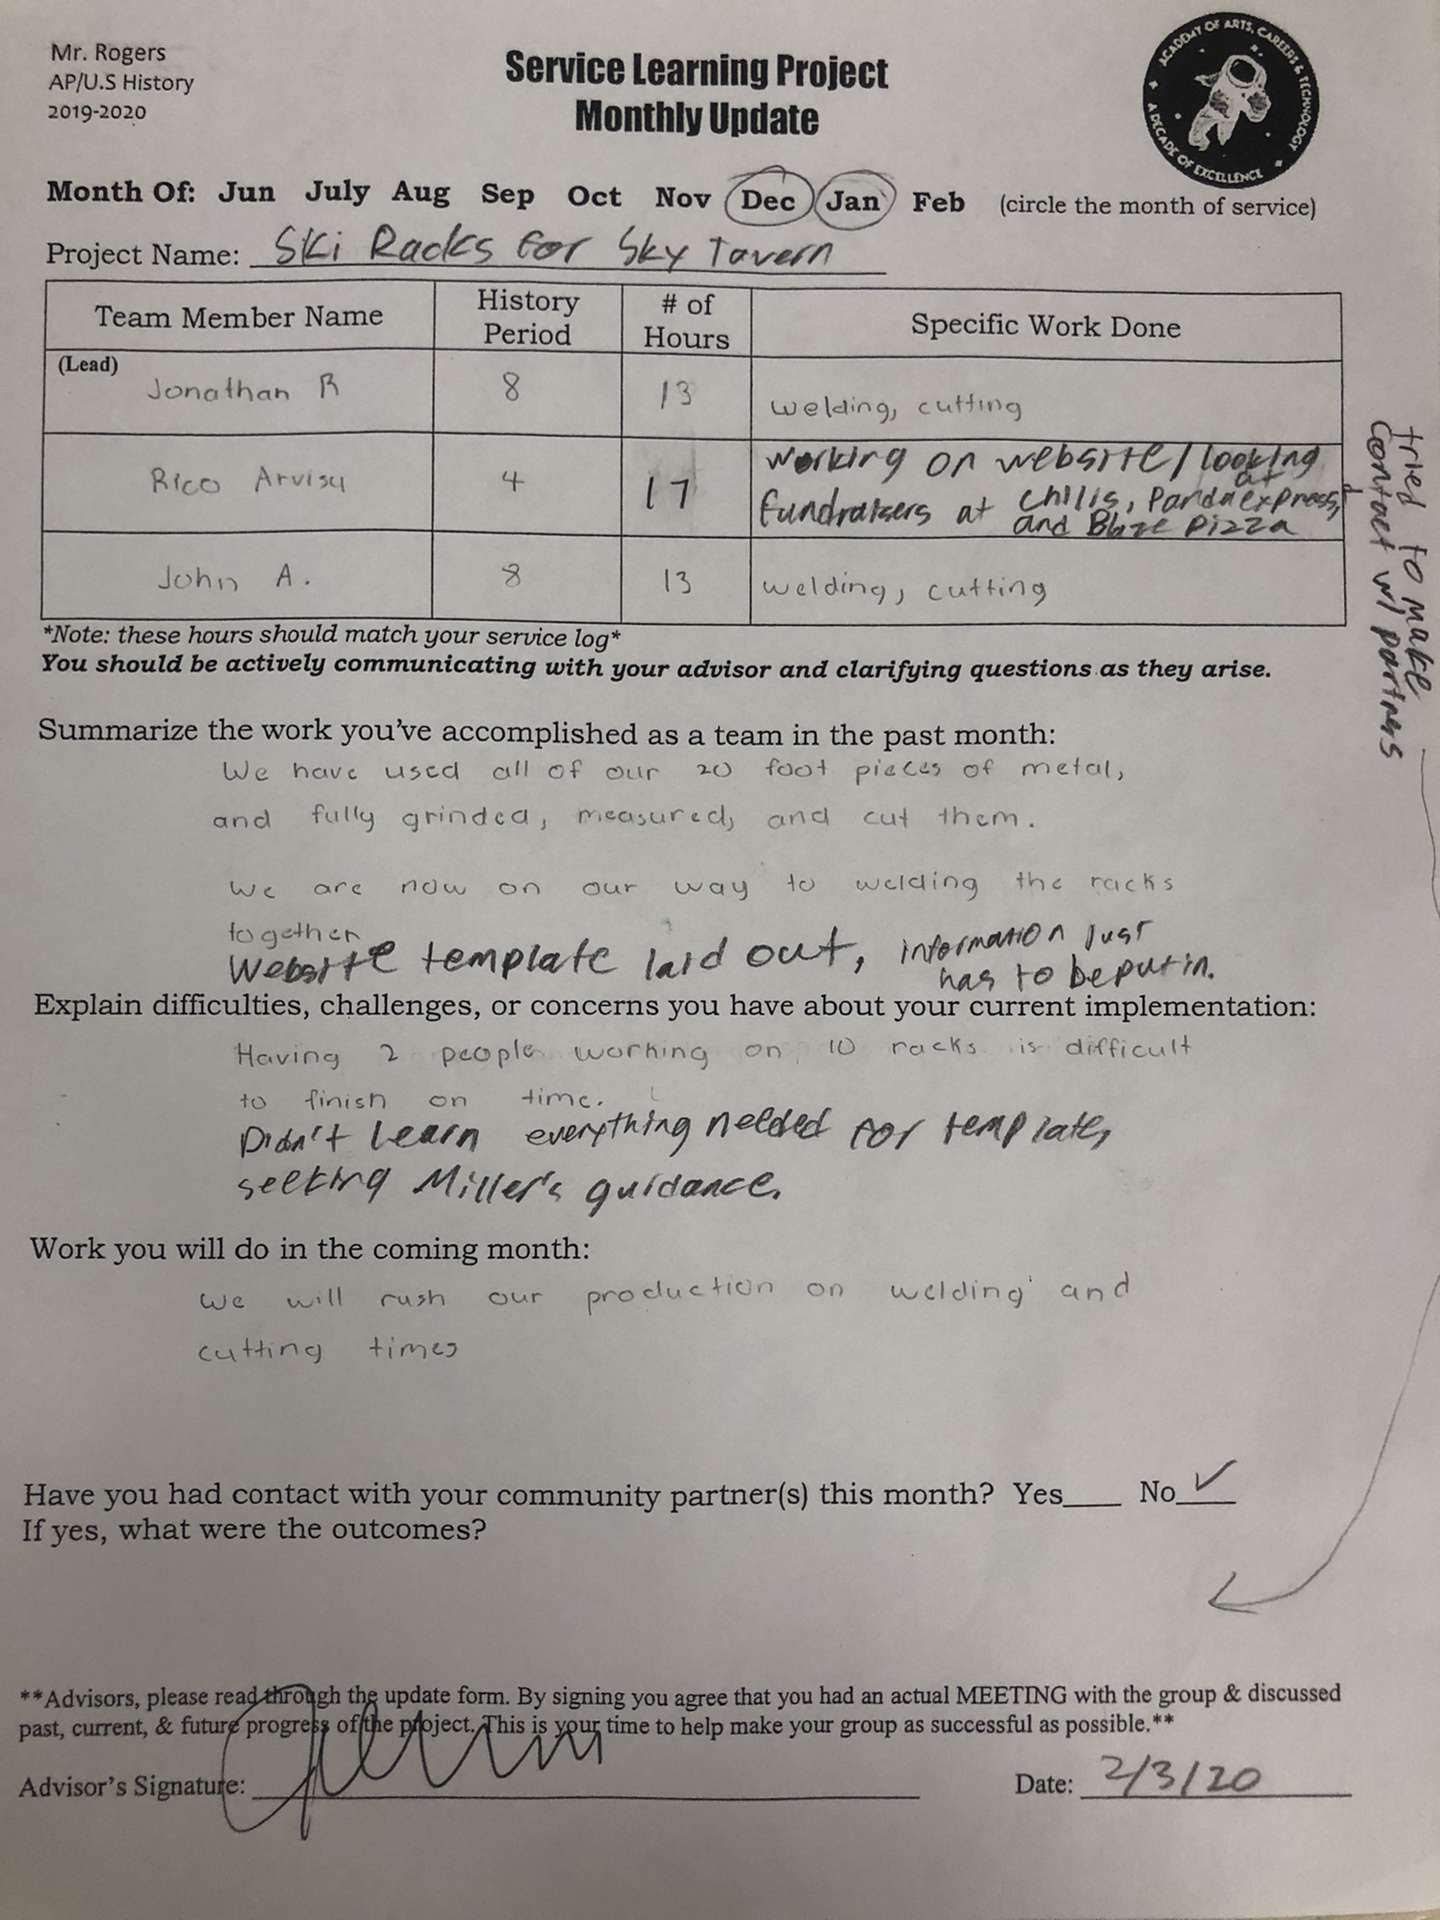 Mr. Rogers
AP/U.S History
2019-2020
Service Learning Project
Monthly Update
ACADEMY OF ARTS, CAREERS & TECHNOLOGY
A DECADE OF EXCELLENCE
Month Of: Jun July Aug Sep Oct Nov Dec Jan Feb (circle the month of service)
Project Name: Ski Racks for Sky Tavern
Team Member Name
History
Period
# of
Hours
Specific Work Done
(Lead)
Jonathan R
8
13
welding, cutting
Rico Arvisu
4
17
working on website/looking
at
fundraisers at chilis, Panda express,
and Blaze Pizza
John A.
8
13
welding, cutting
tried to make
contact w/ partners
*Note: these hours should match your service log*
You should be actively communicating with your advisor and clarifying questions as they arise.
Summarize the work you've accomplished as a team in the past month:
We have used all of our 20 foot pieces of metal,
and fully grinded, measured, and cut them.
We are now on our way to welding the racks
together
Website template laid out, information just
has to be put in.
Explain difficulties, challenges, or concerns you have about your current implementation:
Having 2 people working on 10 racks is difficult
to finish on time.
Didn't learn everything needed for template,
seeking Miller's guidance.
Work you will do in the coming month:
We will rush our production on welding and
cutting times
Have you had contact with your community partner(s) this month? Yes____ No✓____
If yes, what were the outcomes?
**Advisors, please read through the update form. By signing you agree that you had an actual MEETING with the group & discussed
past, current, & future progress of the project. This is your time to help make your group as successful as possible.**
Advisor's Signature:
Date: 2/3/20